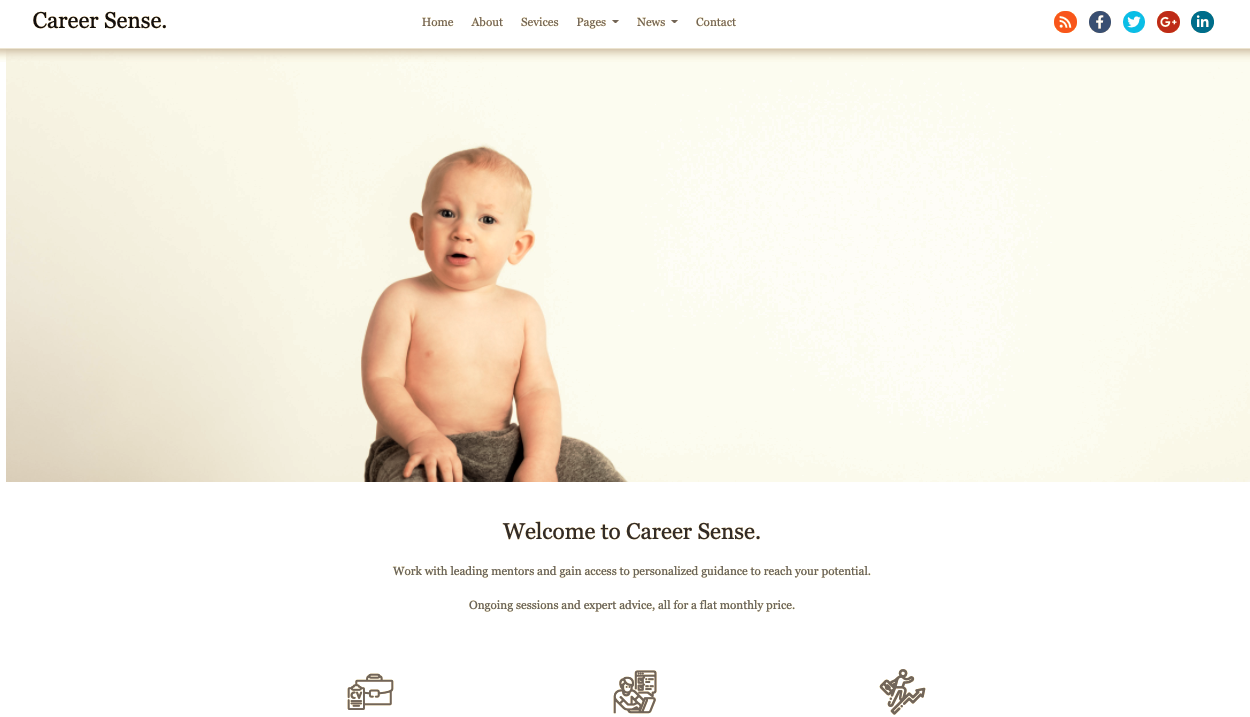 Career Sense.
Home About Sevices Pages News Contact
G+ in
Welcome to Career Sense.
Work with leading mentors and gain access to personalized guidance to reach your potential.
Ongoing sessions and expert advice, all for a flat monthly price.
CV